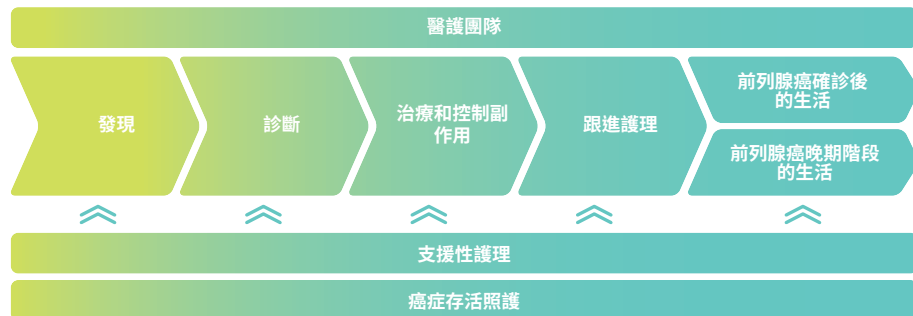 醫護團隊
發現
診斷
治療和控制副
作用
跟進護理
前列腺癌確診後
的生活
前列腺癌晚期階段
的生活
支援性護理
癌症存活照護